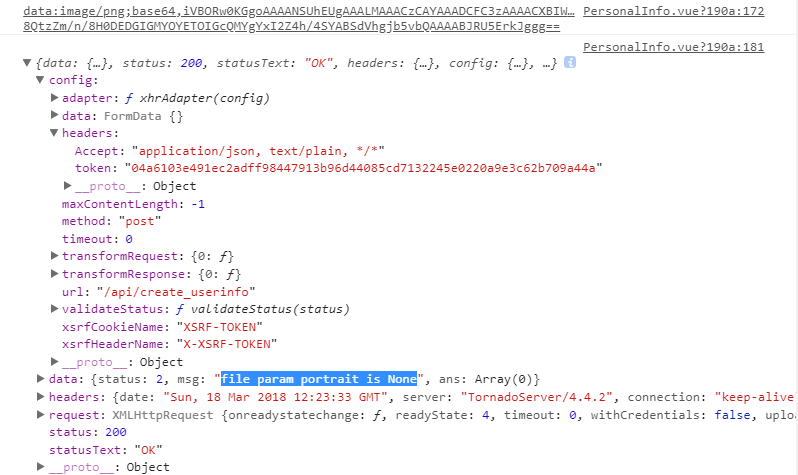 data:image/png;base64,iVBORw0KGgoAAAANSUhEUgAAALMAAACzCAYAAADCFC3zAAAACXBIW… PersonalInfo.vue?190a:172
8QtzZm/n/8H0DEDGIGMYOYETOIGcQMYgYxI2Z4h/4SYABSdVhgjb5vbQAAAABJRU5ErkJggg==
PersonalInfo.vue?190a:181
▼{data: {…}, status: 200, statusText: "OK", headers: {…}, config: {…}, …} i
▼config:
▶adapter: ƒ xhrAdapter(config)
▶data: FormData {}
▼headers:
Accept: "application/json, text/plain, */*"
token: "04a6103e491ec2adff98447913b96d44085cd7132245e0220a9e3c62b709a44a"
▶__proto__: Object
maxContentLength: -1
method: "post"
timeout: 0
▶transformRequest: {0: ƒ}
▶transformResponse: {0: ƒ}
url: "/api/create_userinfo"
▶validateStatus: ƒ validateStatus(status)
xsrfCookieName: "XSRF-TOKEN"
xsrfHeaderName: "X-XSRF-TOKEN"
▶__proto__: Object
▶data: {status: 2, msg: "file param portrait is None", ans: Array(0)}
▶headers: {date: "Sun, 18 Mar 2018 12:23:33 GMT", server: "TornadoServer/4.4.2", connection: "keep-alive
▶request: XMLHttpRequest {onreadystatechange: ƒ, readyState: 4, timeout: 0, withCredentials: false, uploa
status: 200
statusText: "OK"
▶__proto__: Object